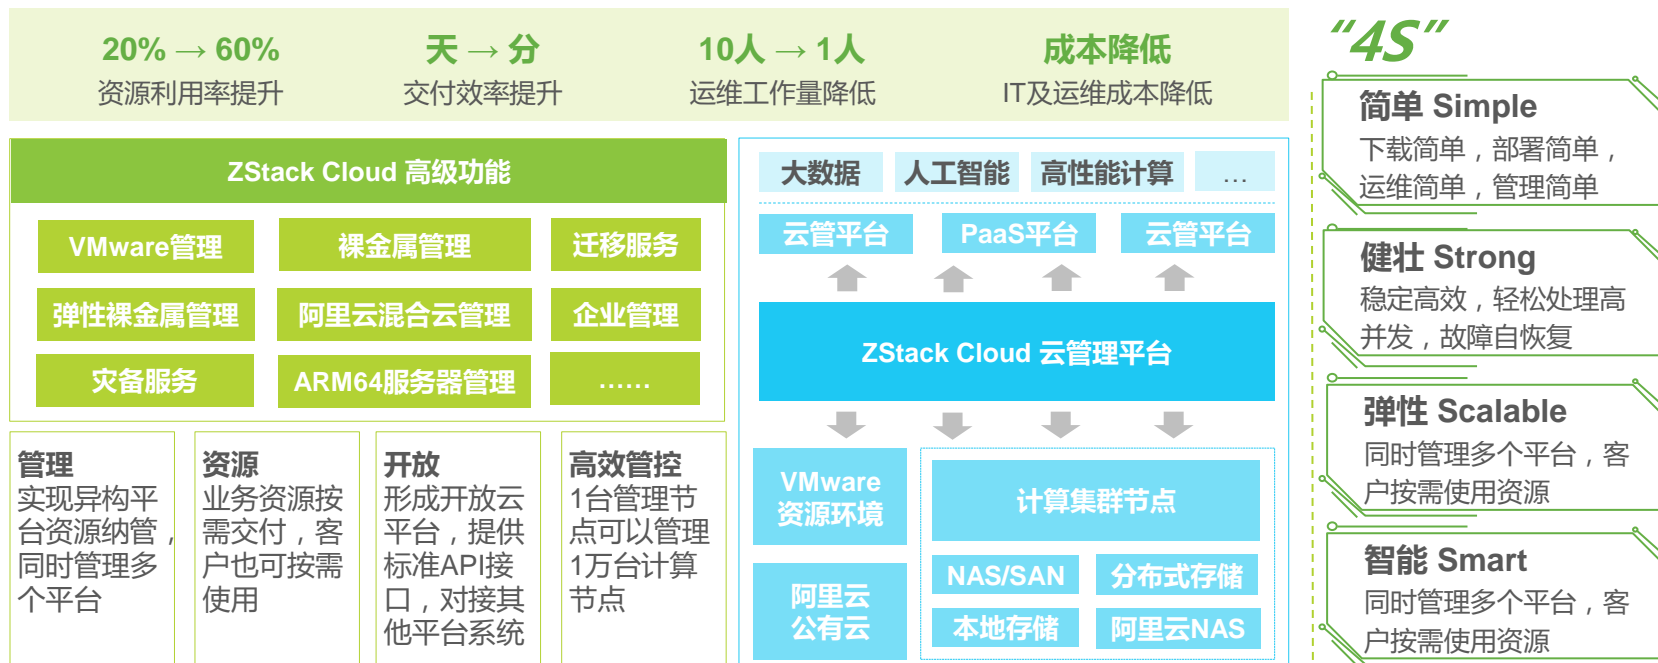 20% → 60%
资源利用率提升
天 → 分
交付效率提升
10人 → 1人
运维工作量降低
成本降低
IT及运维成本降低
ZStack Cloud 高级功能
VMware管理
裸金属管理
迁移服务
弹性裸金属管理
阿里云混合云管理
企业管理
灾备服务
ARM64服务器管理
……
管理
实现异构平
台资源纳管，
同时管理多
个平台
资源
业务资源按
需交付，客
户也可按需
使用
开放
形成开放云
平台，提供
标准API接
口，对接其
他平台系统
高效管控
1台管理节
点可以管理
1万台计算
节点
大数据
人工智能
高性能计算
…
云管平台
PaaS平台
云管平台
ZStack Cloud 云管理平台
VMware
资源环境
计算集群节点
阿里云
公有云
NAS/SAN
分布式存储
本地存储
阿里云NAS
“4S”
简单 Simple
下载简单，部署简单，
运维简单，管理简单
健壮 Strong
稳定高效，轻松处理高
并发，故障自恢复
弹性 Scalable
同时管理多个平台，客
户按需使用资源
智能 Smart
同时管理多个平台，客
户按需使用资源